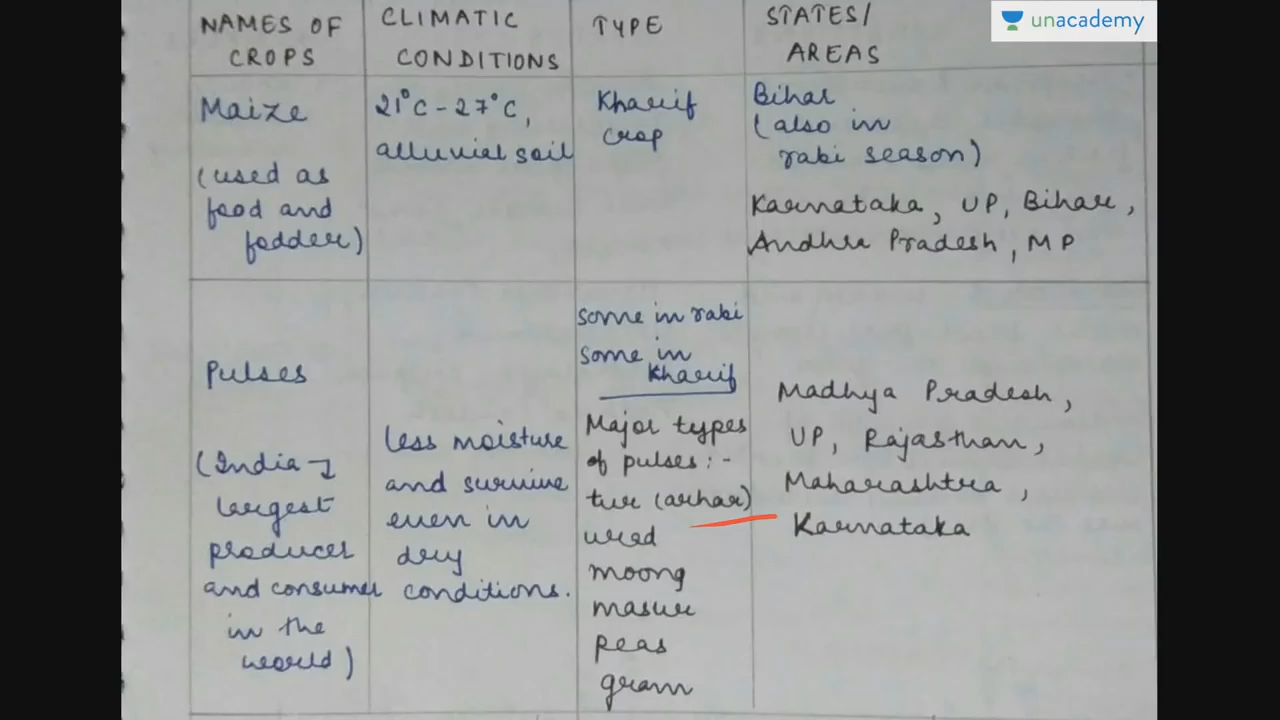 unacademy
NAMES OF CROPS
CLIMATIC CONDITIONS
TYPE
STATES/ AREAS
Maize
(used as
food and
fodder)
21°C - 27°C,
alluvial soil
Kharif
crop
Bihar
(also in
rabi season)
Karnataka, UP, Bihar,
Andhra Pradesh, MP
Pulses
(India →
largest
producer
and consumer
in the
world)
less moisture
and survive
even in
dry
conditions.
some in rabi
some in
Kharif
Major types
of pulses:-
tur (arhar)
urad
moong
masur
peas
gram
Madhya Pradesh,
UP, Rajasthan,
Maharashtra,
Karnataka